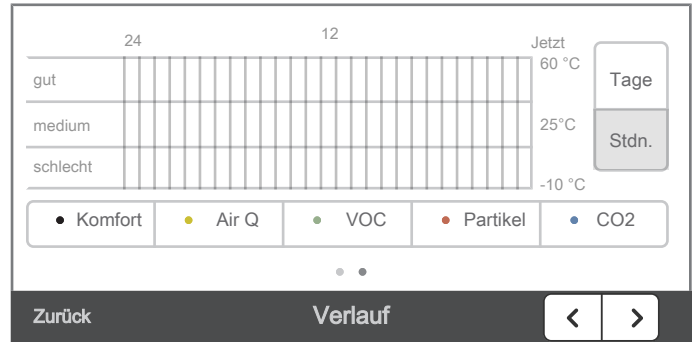 24 12 Jetzt
60 °C
gut
Tage
medium 25°C
Stdn.
schlecht
-10 °C
Komfort Air Q VOC Partikel CO2
Zurück Verlauf